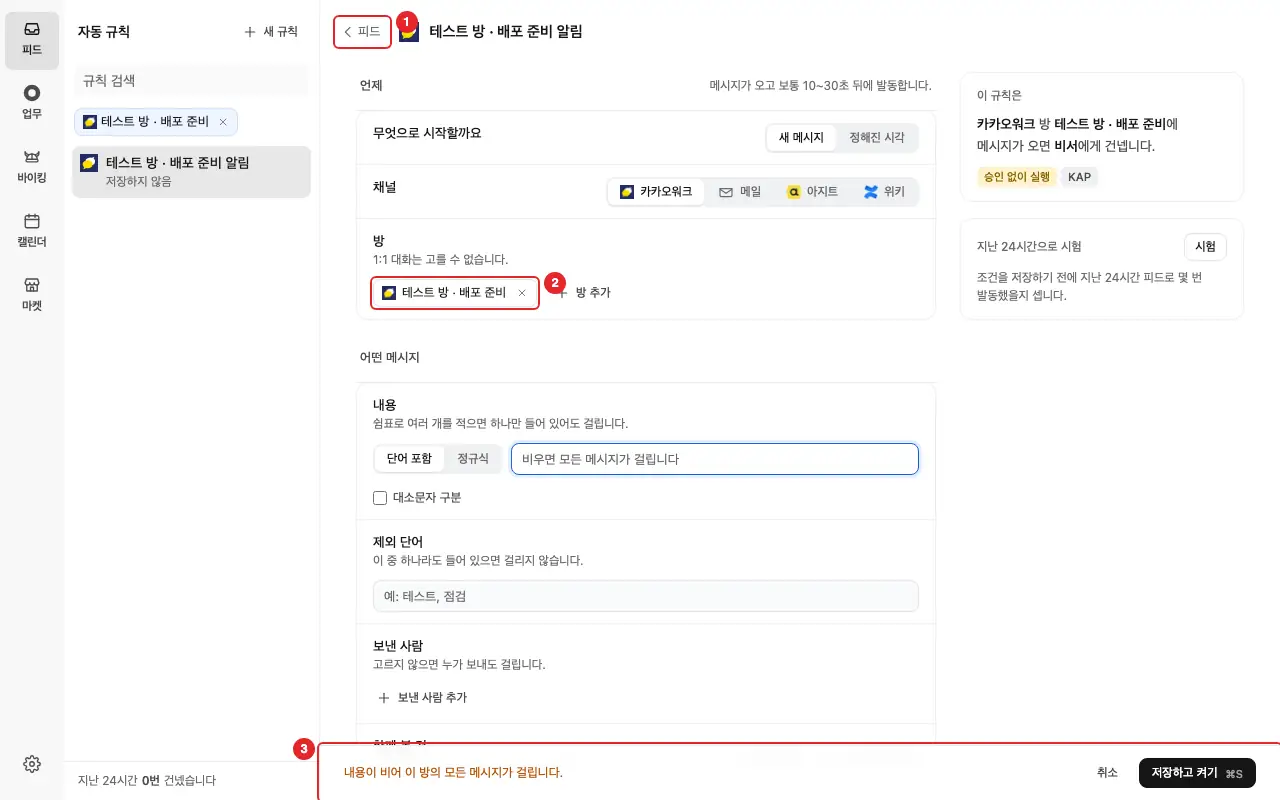 피드
업무
바이킹
캘린더
마켓
자동 규칙
새 규칙
규칙 검색
테스트 방 · 배포 준비
테스트 방 · 배포 준비 알림
저장하지 않음
지난 24시간 0번 건넸습니다
피드
1
테스트 방 · 배포 준비 알림
언제
메시지가 오고 보통 10~30초 뒤에 발동합니다.
무엇으로 시작할까요
새 메시지 정해진 시각
채널
카카오워크 메일 아지트 위키
방
1:1 대화는 고를 수 없습니다.
테스트 방 · 배포 준비
2
방 추가
어떤 메시지
내용
쉼표로 여러 개를 적으면 하나만 들어 있어도 걸립니다.
단어 포함 정규식 비우면 모든 메시지가 걸립니다
대소문자 구분
제외 단어
이 중 하나라도 들어 있으면 걸리지 않습니다.
예: 테스트, 점검
보낸 사람
고르지 않으면 누가 보내도 걸립니다.
보낸 사람 추가
3
내용이 비어 이 방의 모든 메시지가 걸립니다.
취소 저장하고 켜기 ⌘S
이 규칙은
카카오워크 방 테스트 방 · 배포 준비에
메시지가 오면 비서에게 건넵니다.
승인 없이 실행 KAP
지난 24시간으로 시험 시험
조건을 저장하기 전에 지난 24시간 피드로 몇 번
발동했을지 셉니다.